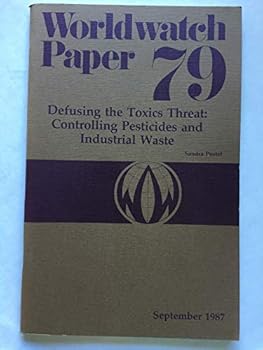 Worldwatch
Paper 79
Defusing the Toxics Threat:
Controlling Pesticides and
Industrial Waste
Sandra Postel
September 1987